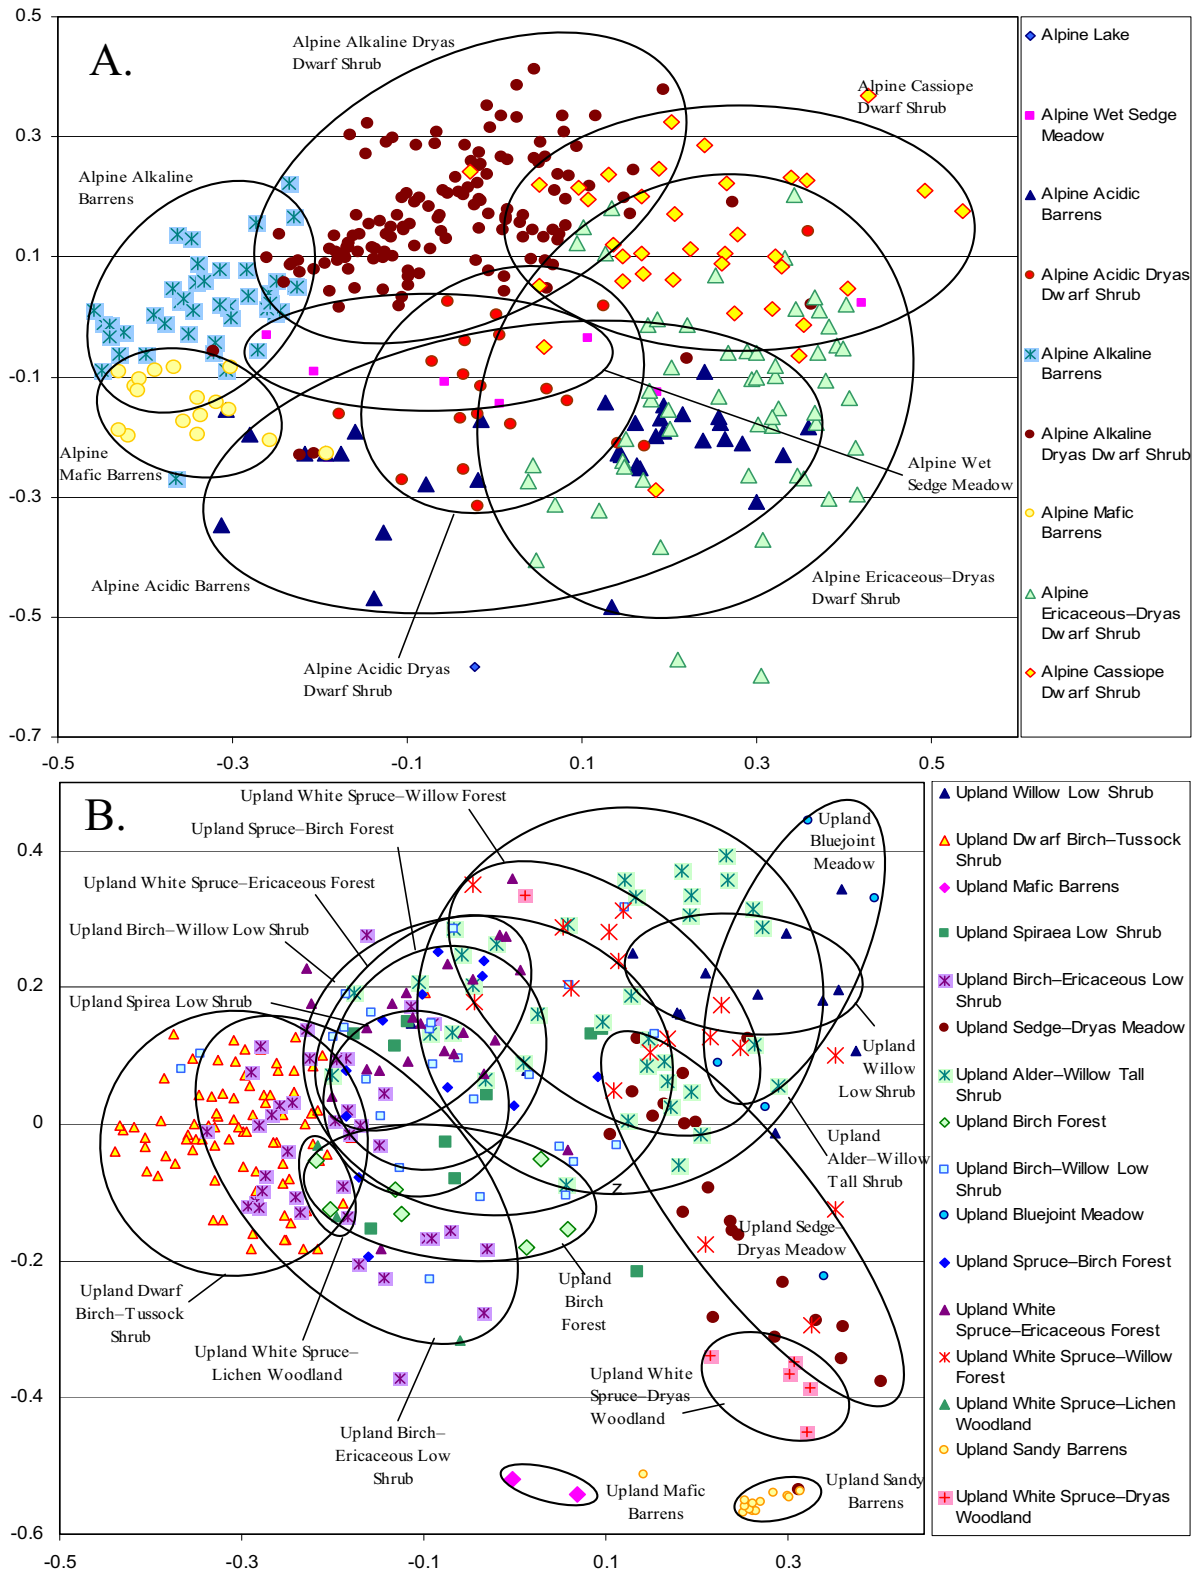 A.
0.5
0.3
0.1
-0.1
-0.3
-0.5
-0.7
-0.5
-0.3
-0.1
0.1
0.3
0.5
Alpine Alkaline Dryas
Dwarf Shrub
Alpine Cassiope
Dwarf Shrub
Alpine Alkaline
Barrens
Alpine
Mafic Barrens
Alpine Wet
Sedge Meadow
Alpine Acidic Barrens
Alpine Ericaceous–Dryas
Dwarf Shrub
Alpine Acidic Dryas
Dwarf Shrub
Alpine Lake
Alpine Wet Sedge
Meadow
Alpine Acidic
Barrens
Alpine Acidic Dryas
Dwarf Shrub
Alpine Alkaline
Barrens
Alpine Alkaline
Dryas Dwarf Shrub
Alpine Mafic
Barrens
Alpine
Ericaceous–Dryas
Dwarf Shrub
Alpine Cassiope
Dwarf Shrub
B.
0.4
0.2
0
-0.2
-0.4
-0.6
-0.5
-0.3
-0.1
0.1
0.3
Upland White Spruce–Willow Forest
Upland Spruce–Birch Forest
Upland White Spruce–Ericaceous Forest
Upland Birch–Willow Low Shrub
Upland Spirea Low Shrub
Upland
Bluejoint
Meadow
Upland
Willow
Low Shrub
Upland
Alder–Willow
Tall Shrub
Z
Upland Sedge–
Dryas Meadow
Upland Dwarf
Birch–Tussock
Shrub
Upland
Birch
Forest
Upland White Spruce–
Lichen Woodland
Upland White
Spruce–Dryas
Woodland
Upland Birch–
Ericaceous Low
Shrub
Upland Mafic
Barrens
Upland Sandy
Barrens
Upland Willow Low Shrub
Upland Dwarf Birch–Tussock
Shrub
Upland Mafic Barrens
Upland Spiraea Low Shrub
Upland Birch–Ericaceous Low
Shrub
Upland Sedge–Dryas Meadow
Upland Alder–Willow Tall
Shrub
Upland Birch Forest
Upland Birch–Willow Low
Shrub
Upland Bluejoint Meadow
Upland Spruce–Birch Forest
Upland White
Spruce–Ericaceous Forest
Upland White Spruce–Willow
Forest
Upland White Spruce–Lichen
Woodland
Upland Sandy Barrens
Upland White Spruce–Dryas
Woodland